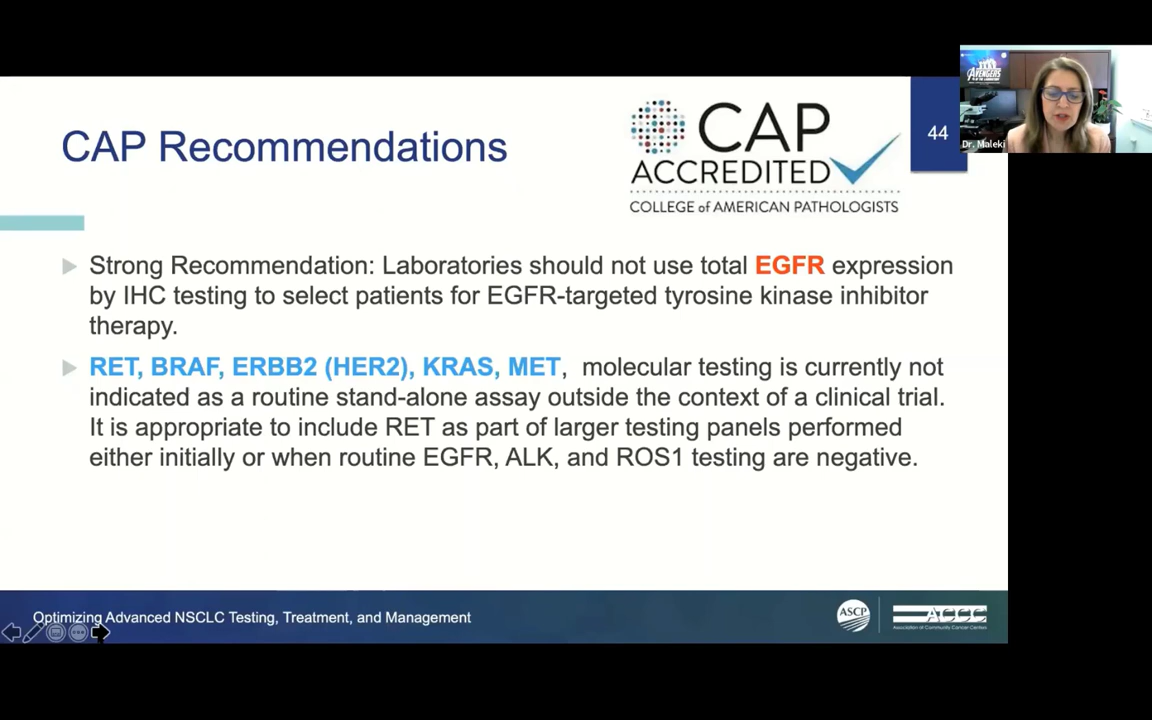 CAP Recommendations
CAP
ACCREDITED
COLLEGE of AMERICAN PATHOLOGISTS
44
AVENGERS
Dr. Maleki
Strong Recommendation: Laboratories should not use total EGFR expression
by IHC testing to select patients for EGFR-targeted tyrosine kinase inhibitor
therapy.
RET, BRAF, ERBB2 (HER2), KRAS, MET, molecular testing is currently not
indicated as a routine stand-alone assay outside the context of a clinical trial.
It is appropriate to include RET as part of larger testing panels performed
either initially or when routine EGFR, ALK, and ROS1 testing are negative.
Optimizing Advanced NSCLC Testing, Treatment, and Management
ASCP
ACCC
Association of Community Cancer Centers